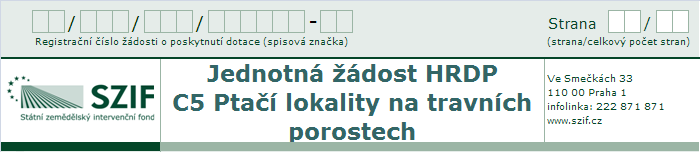 / / / -
Registrační číslo žádosti o poskytnutí dotace (spisová značka)
Strana /
(strana/celkový počet stran)
SZIF
Státní zemědělský intervenční fond
Jednotná žádost HRDP
C5 Ptačí lokality na travních
porostech
Ve Smečkách 33
110 00 Praha 1
infolinka: 222 871 871
www.szif.cz